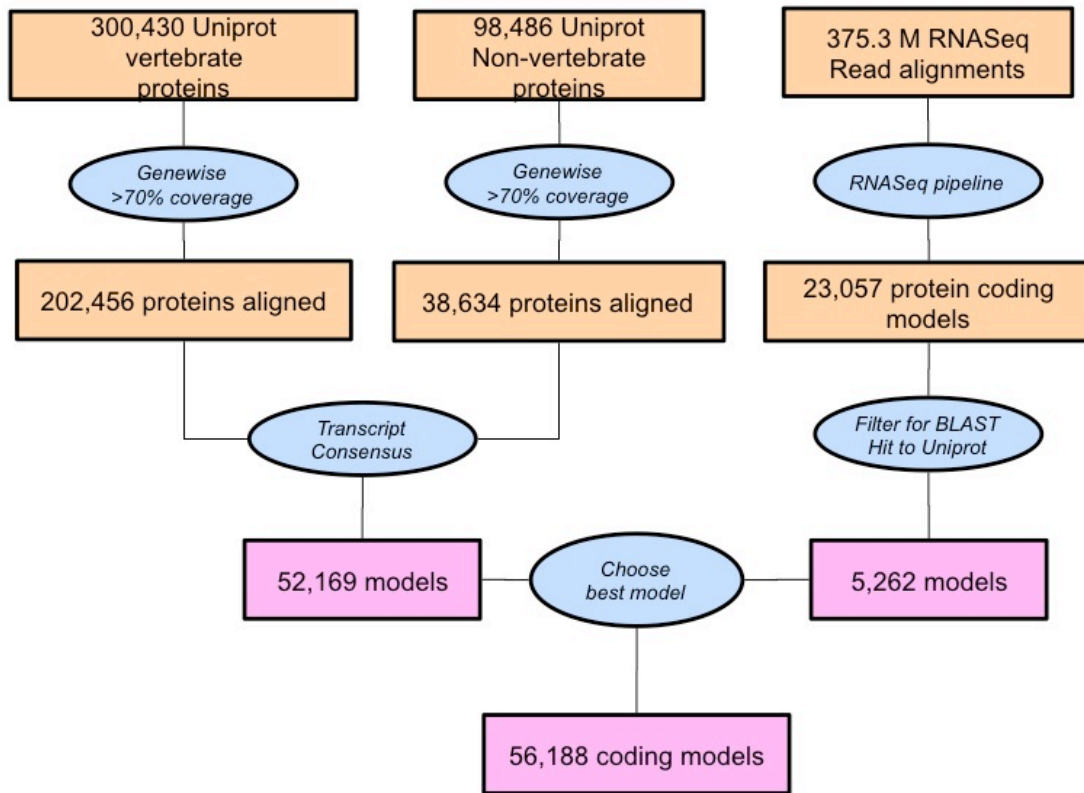 300,430 Uniprot
vertebrate
proteins
98,486 Uniprot
Non-vertebrate
proteins
375.3 M RNASeq
Read alignments
Genewise
>70% coverage
Genewise
>70% coverage
RNASeq pipeline
202,456 proteins aligned
38,634 proteins aligned
23,057 protein coding
models
Transcript
Consensus
Filter for BLAST
Hit to Uniprot
52,169 models
Choose
best model
5,262 models
56,188 coding models